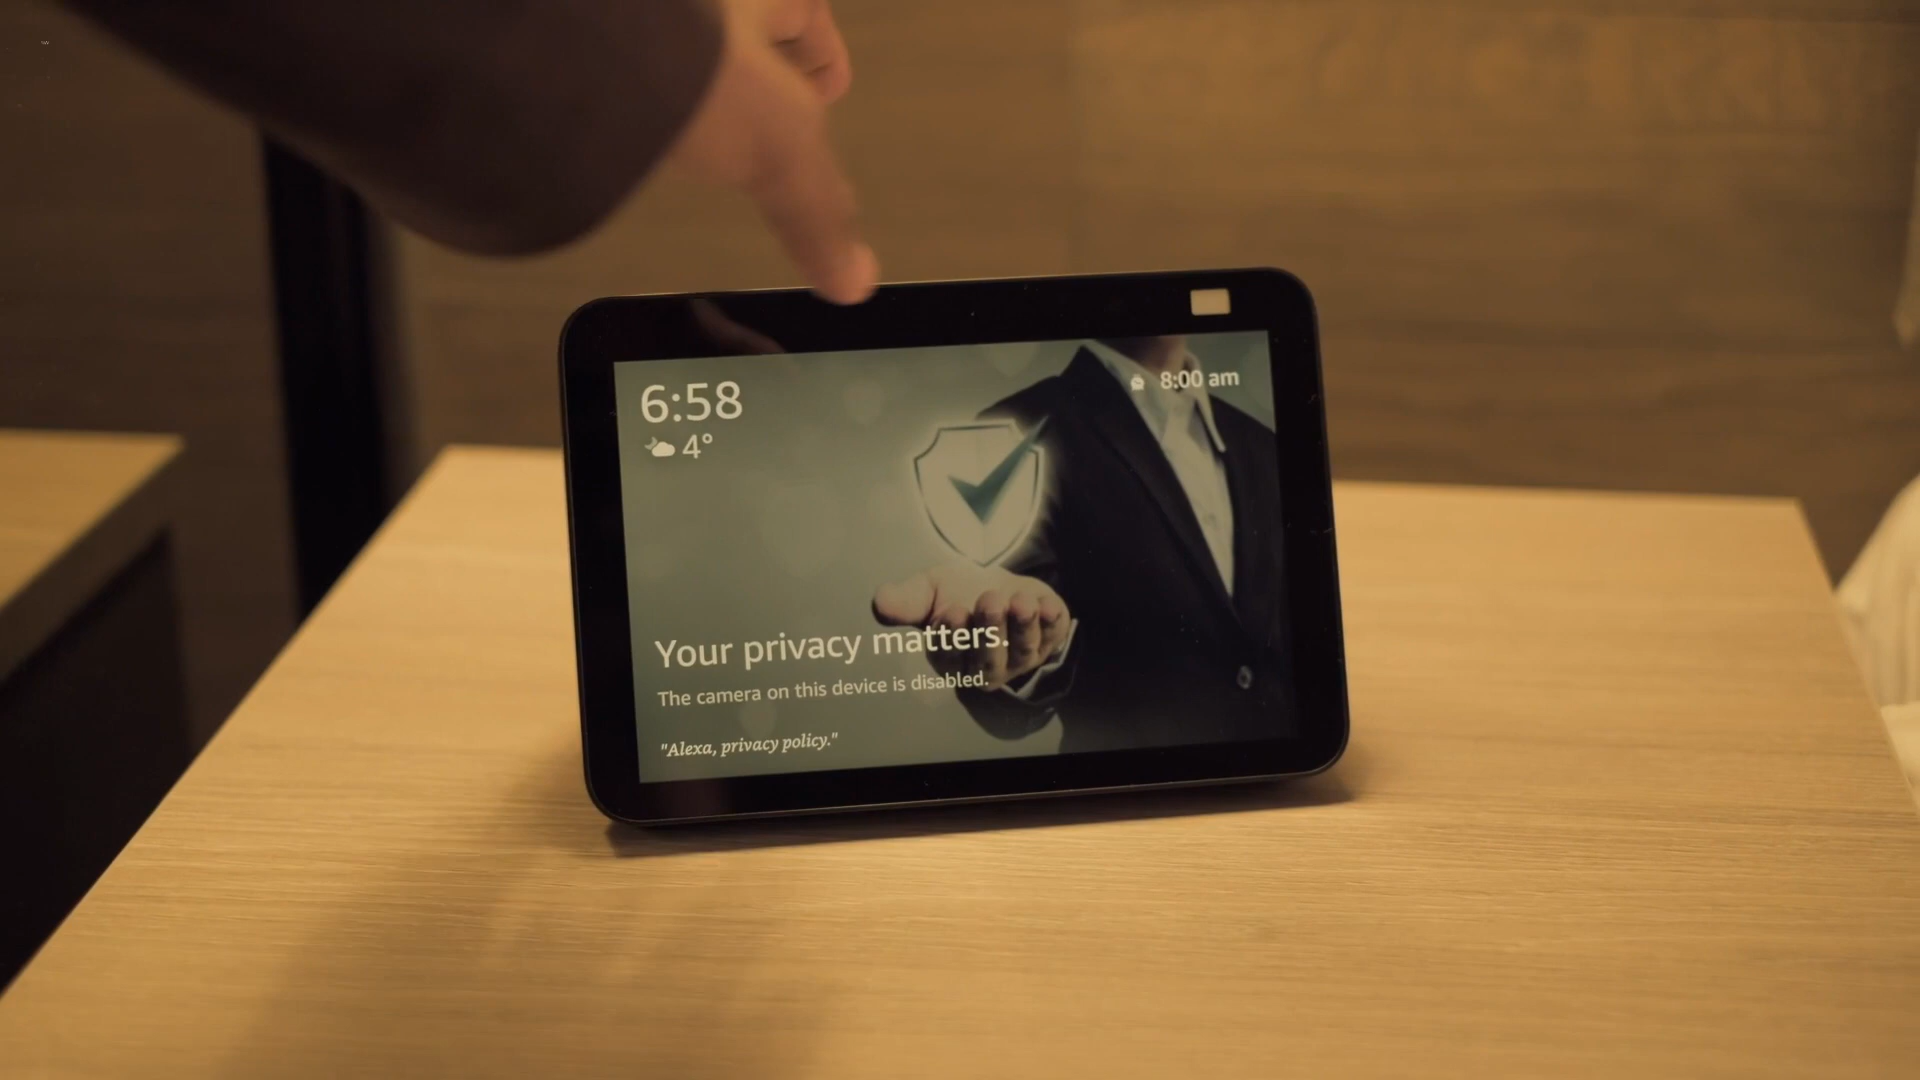 6:58
8:00 am
4°
Your privacy matters.
The camera on this device is disabled.
"Alexa, privacy policy."